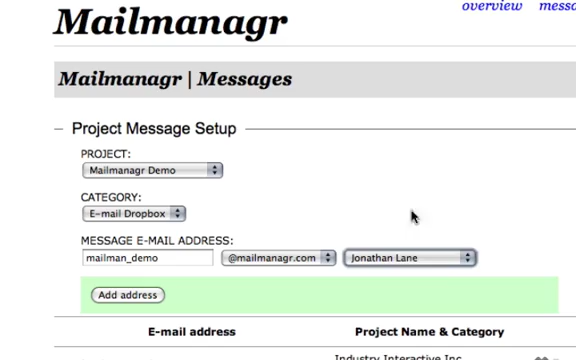 overview
Mailmanagr
Mailmanagr | Messages
Project Message Setup
PROJECT:
Mailmanagr Demo
CATEGORY:
E-mail Dropbox
MESSAGE E-MAIL ADDRESS:
mailman_demo @mailmanagr.com Jonathan Lane
Add address
E-mail address Project Name & Category
Industry Interactive Inc